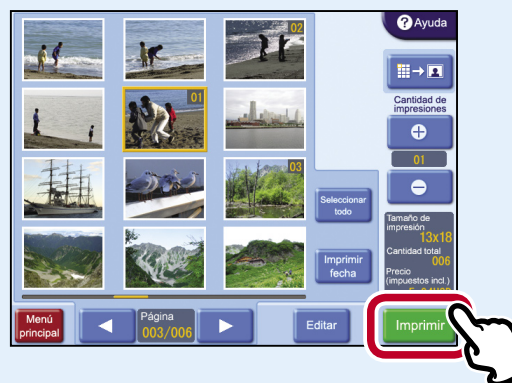 ? Ayuda
02
Cantidad de
impresiones
01
01
03
Seleccionar
todo
Tamaño de
impresión
13x18
Cantidad total
006
Precio
(impuestos incl.)
Imprimir
fecha
Menú
principal
Página
003/006
Editar
Imprimir